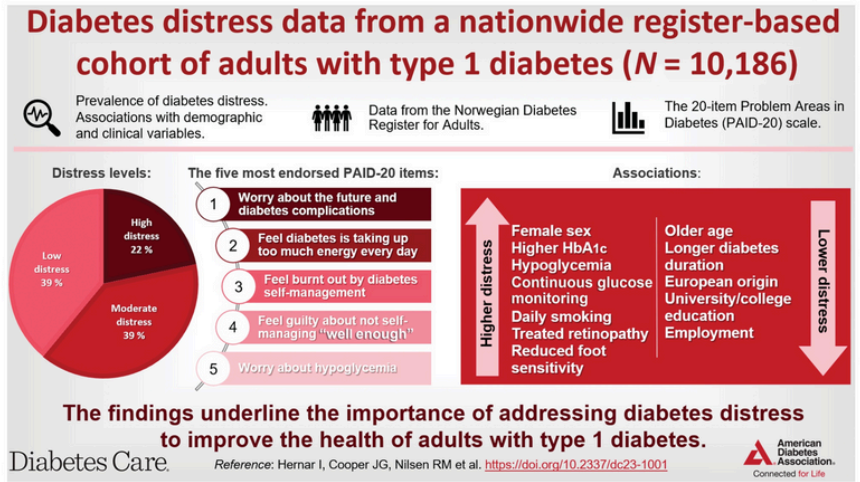 Diabetes distress data from a nationwide register-based
cohort of adults with type 1 diabetes (N = 10,186)
Prevalence of diabetes distress.
Associations with demographic
and clinical variables.
Data from the Norwegian Diabetes
Register for Adults.
The 20-item Problem Areas in
Diabetes (PAID-20) scale.
Distress levels:
High
distress
22 %
Low
distress
39 %
Moderate
distress
39 %
The five most endorsed PAID-20 items:
1
Worry about the future and
diabetes complications
2
Feel diabetes is taking up
too much energy every day
3
Feel burnt out by diabetes
self-management
4
Feel guilty about not self-
managing "well enough"
5
Worry about hypoglycemia
Associations:
Higher distress
Female sex
Higher HbA1c
Hypoglycemia
Continuous glucose
monitoring
Daily smoking
Treated retinopathy
Reduced foot
sensitivity
Older age
Longer diabetes
duration
European origin
University/college
education
Employment
Lower distress
The findings underline the importance of addressing diabetes distress
to improve the health of adults with type 1 diabetes.
Diabetes Care.
Reference: Hernar I, Cooper JG, Nilsen RM et al. https://doi.org/10.2337/dc23-1001
American
Diabetes
Association.
Connected for Life